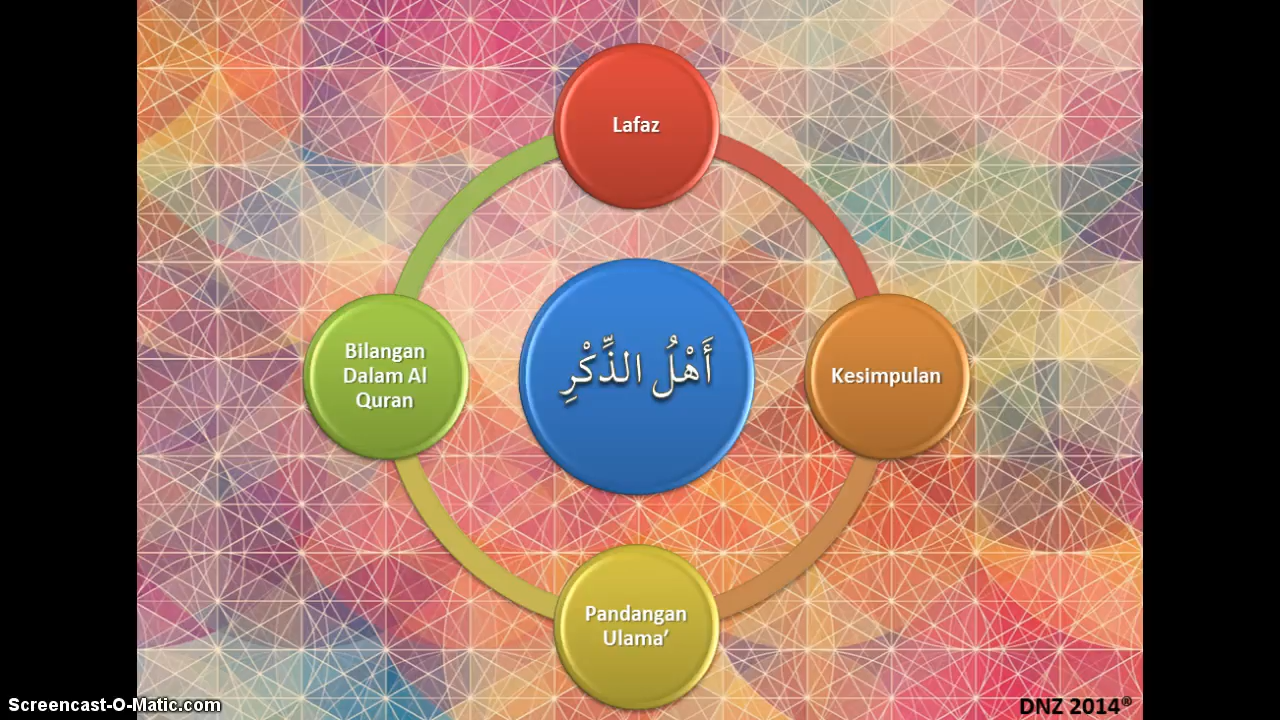 Lafaz
Bilangan
Dalam Al
Quran
أَهْلُ الذِّكْرِ
Kesimpulan
Pandangan
Ulama’
Screencast-O-Matic.com
DNZ 2014®